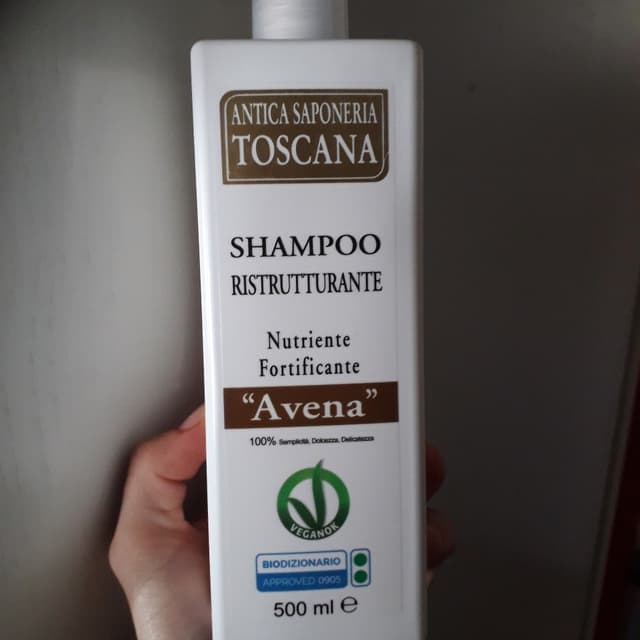 ANTICA SAPONERIA
TOSCANA
SHAMPOO
RISTRUTTURANTE
Nutriente
Fortificante
“Avena”
100% Semplicità, Dolcezza, Delicatezza
VEGANOK
BIODIZIONARIO
APPROVED 0905
500 ml ℮